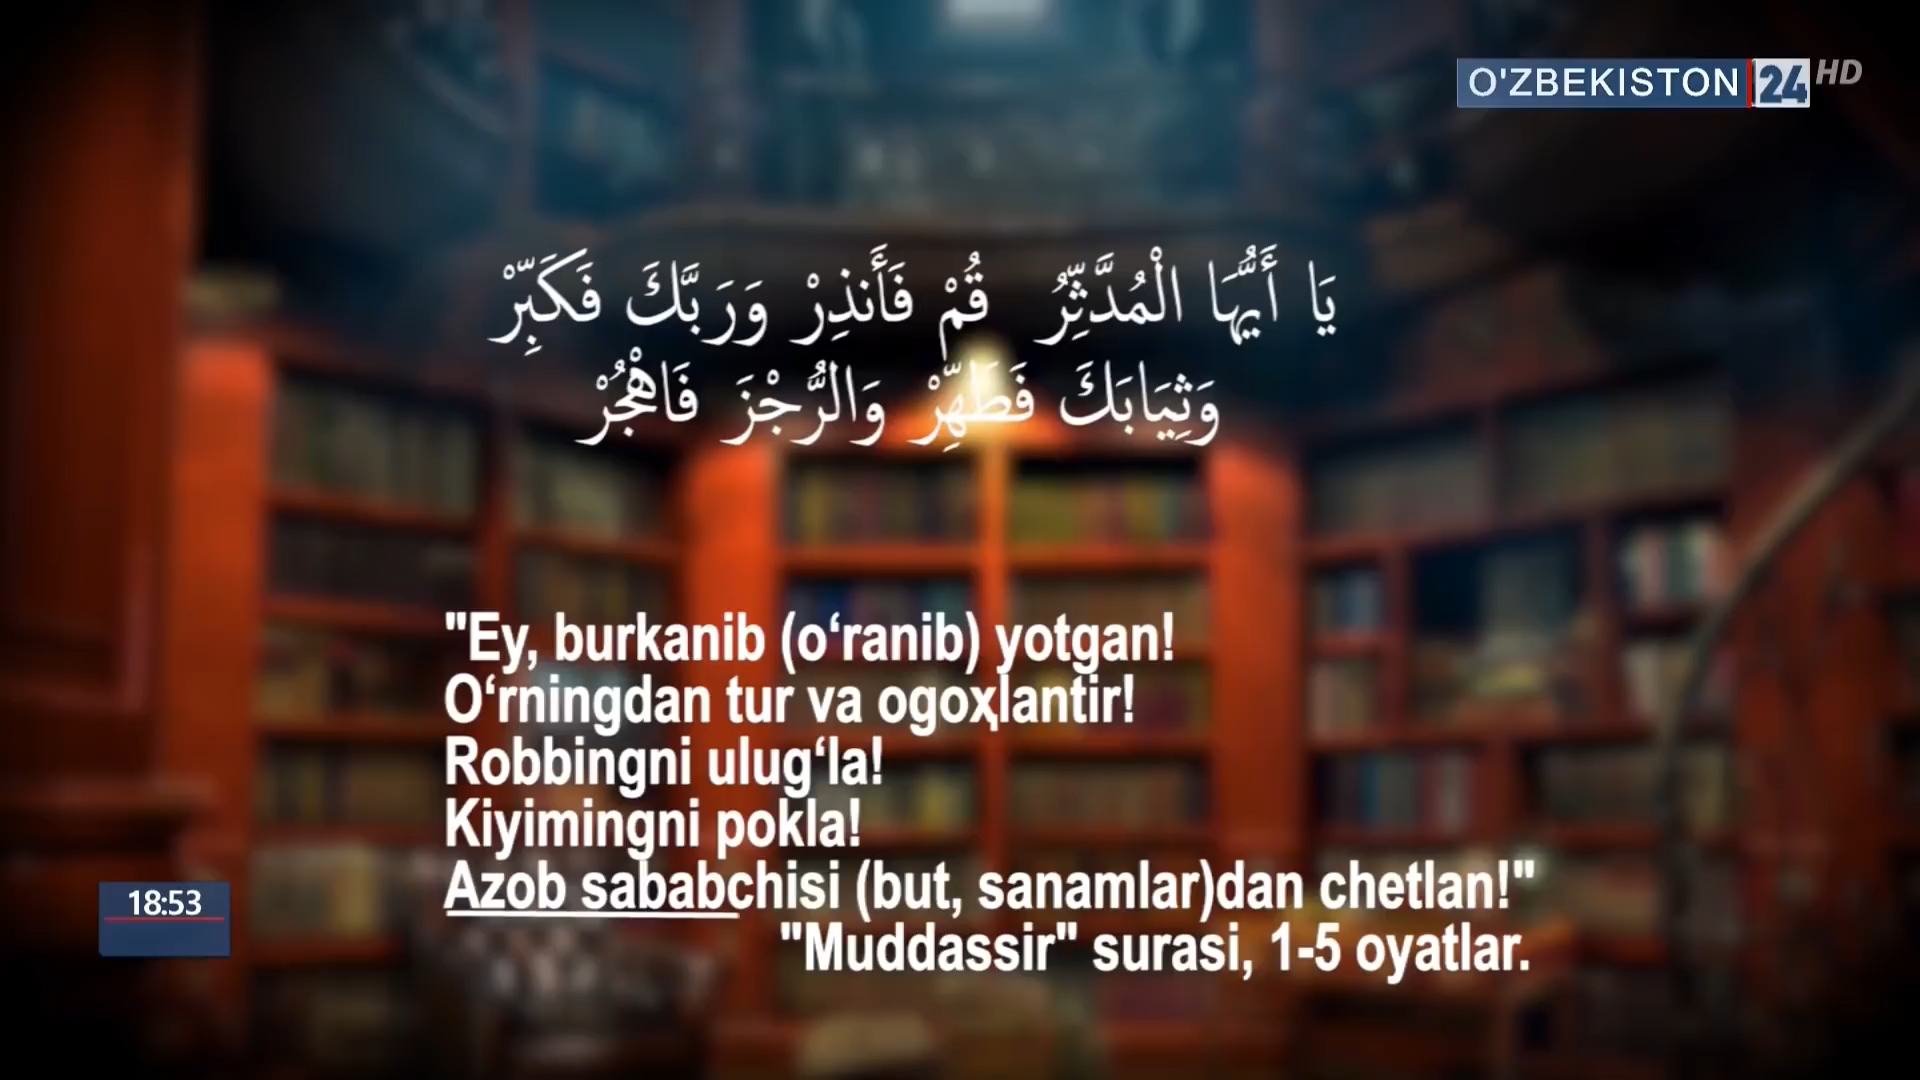 O'ZBEKISTON 24 HD
يَا أَيُّهَا الْمُدَّثِّرُ قُمْ فَأَنذِرْ وَرَبَّكَ فَكَبِّرْ
وَثِيَابَكَ فَطَهِّرْ وَالرُّجْزَ فَاهْجُرْ
"Ey, burkanib (o‘ranib) yotgan!
O‘rningdan tur va ogoҳlantir!
Robbingni ulug‘la!
Kiyimingni pokla!
Azob sababchisi (but, sanamlar)dan chetlan!"
"Muddassir" surasi, 1-5 oyatlar.
18:53